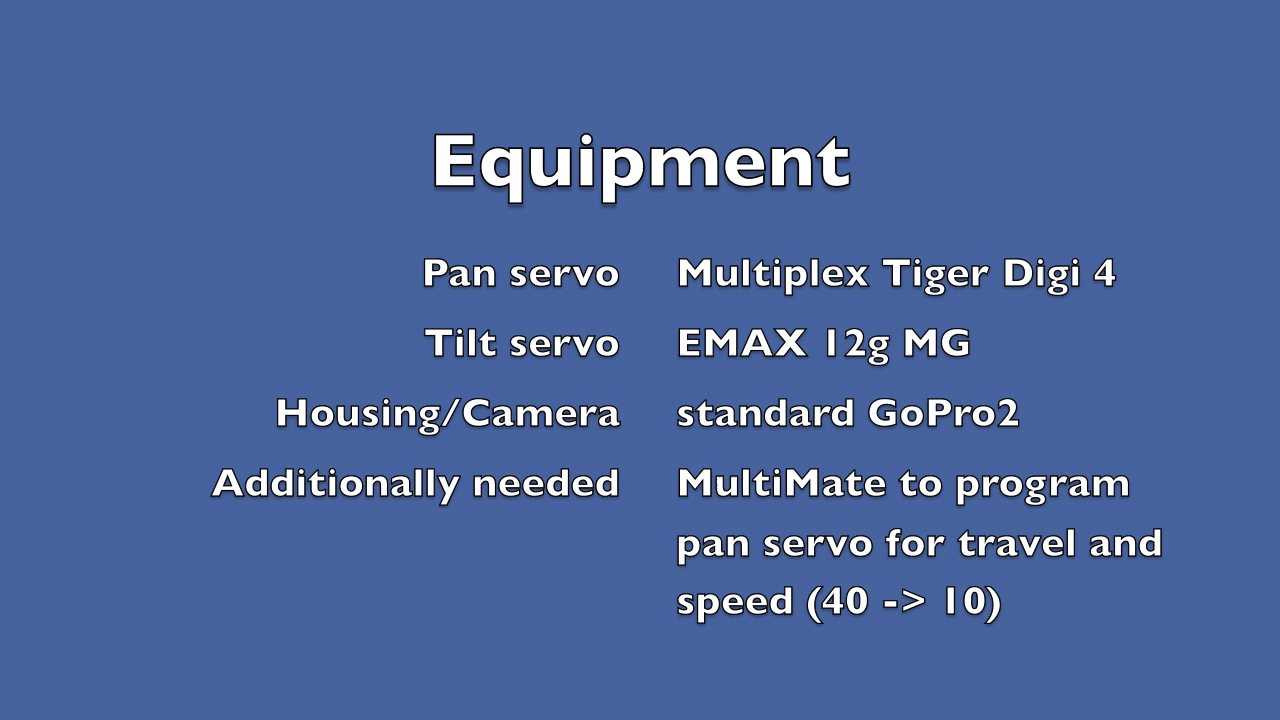 Equipment
Pan servo Multiplex Tiger Digi 4
Tilt servo EMAX 12g MG
Housing/Camera standard GoPro2
Additionally needed MultiMate to program
pan servo for travel and
speed (40 -> 10)